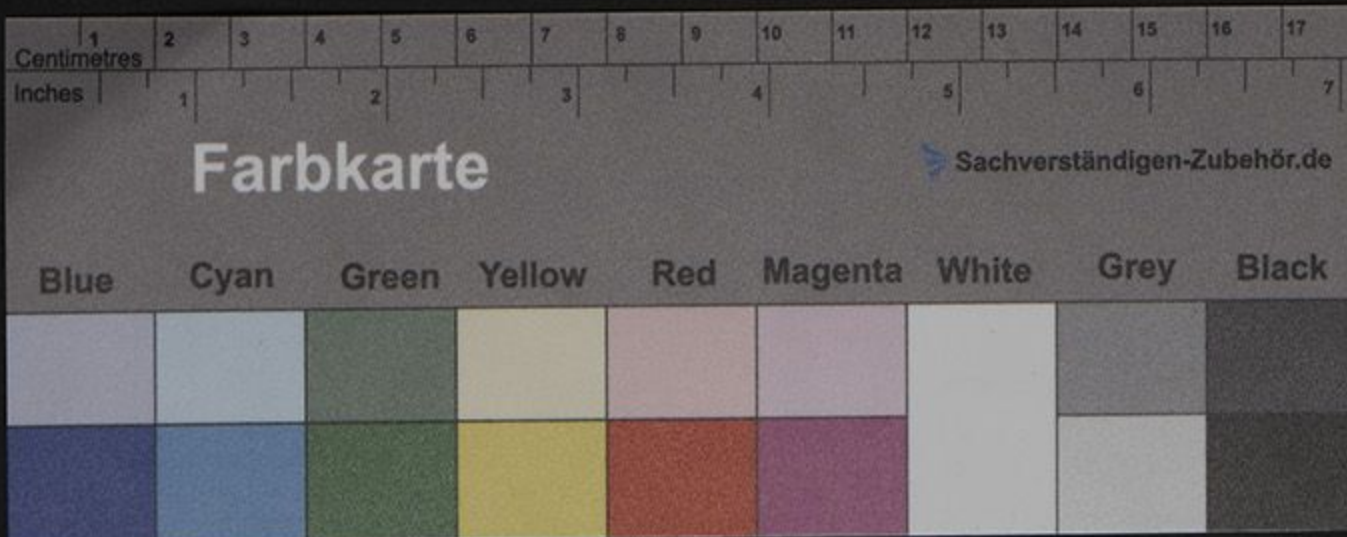 1 2 3 4 5 6 7 8 9 10 11 12 13 14 15 16 17
Centimetres
Inches 1 2 3 4 5 6 7
Farbkarte
Sachverständigen-Zubehör.de
Blue Cyan Green Yellow Red Magenta White Grey Black